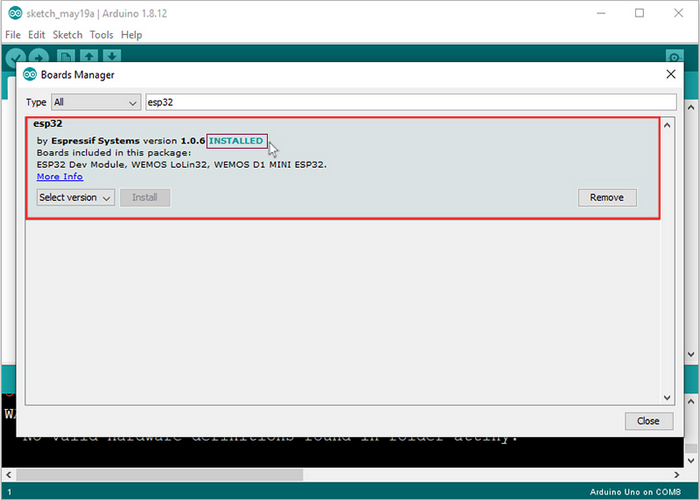 sketch_may19a | Arduino 1.8.12
File Edit Sketch Tools Help
Boards Manager
Type All esp32
esp32
by Espressif Systems version 1.0.6 INSTALLED
Boards included in this package:
ESP32 Dev Module, WEMOS LoLin32, WEMOS D1 MINI ESP32.
More Info
Select version Install Remove
Close
No valid hardware definitions found in folder attiny.
1 Arduino Uno on COM8